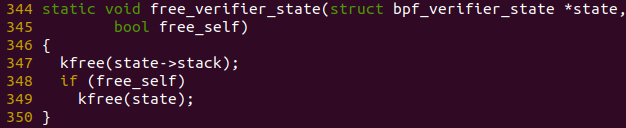 344 static void free_verifier_state(struct bpf_verifier_state *state,
345         bool free_self)
346 {
347   kfree(state->stack);
348   if (free_self)
349     kfree(state);
350 }